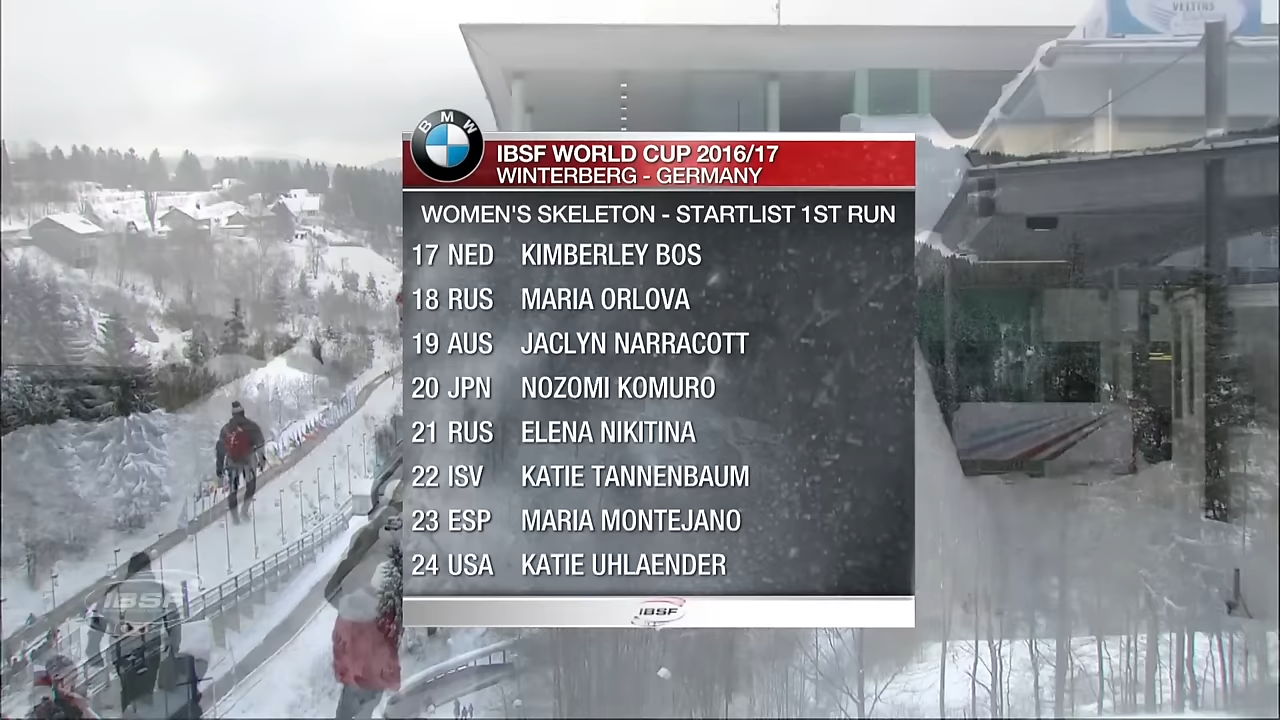 VELTINS
BMW
IBSF WORLD CUP 2016/17
WINTERBERG - GERMANY
WOMEN'S SKELETON - STARTLIST 1ST RUN
17 NED KIMBERLEY BOS
18 RUS MARIA ORLOVA
19 AUS JACLYN NARRACOTT
20 JPN NOZOMI KOMURO
21 RUS ELENA NIKITINA
22 ISV KATIE TANNENBAUM
23 ESP MARIA MONTEJANO
24 USA KATIE UHLAENDER
IBSF
IBSF